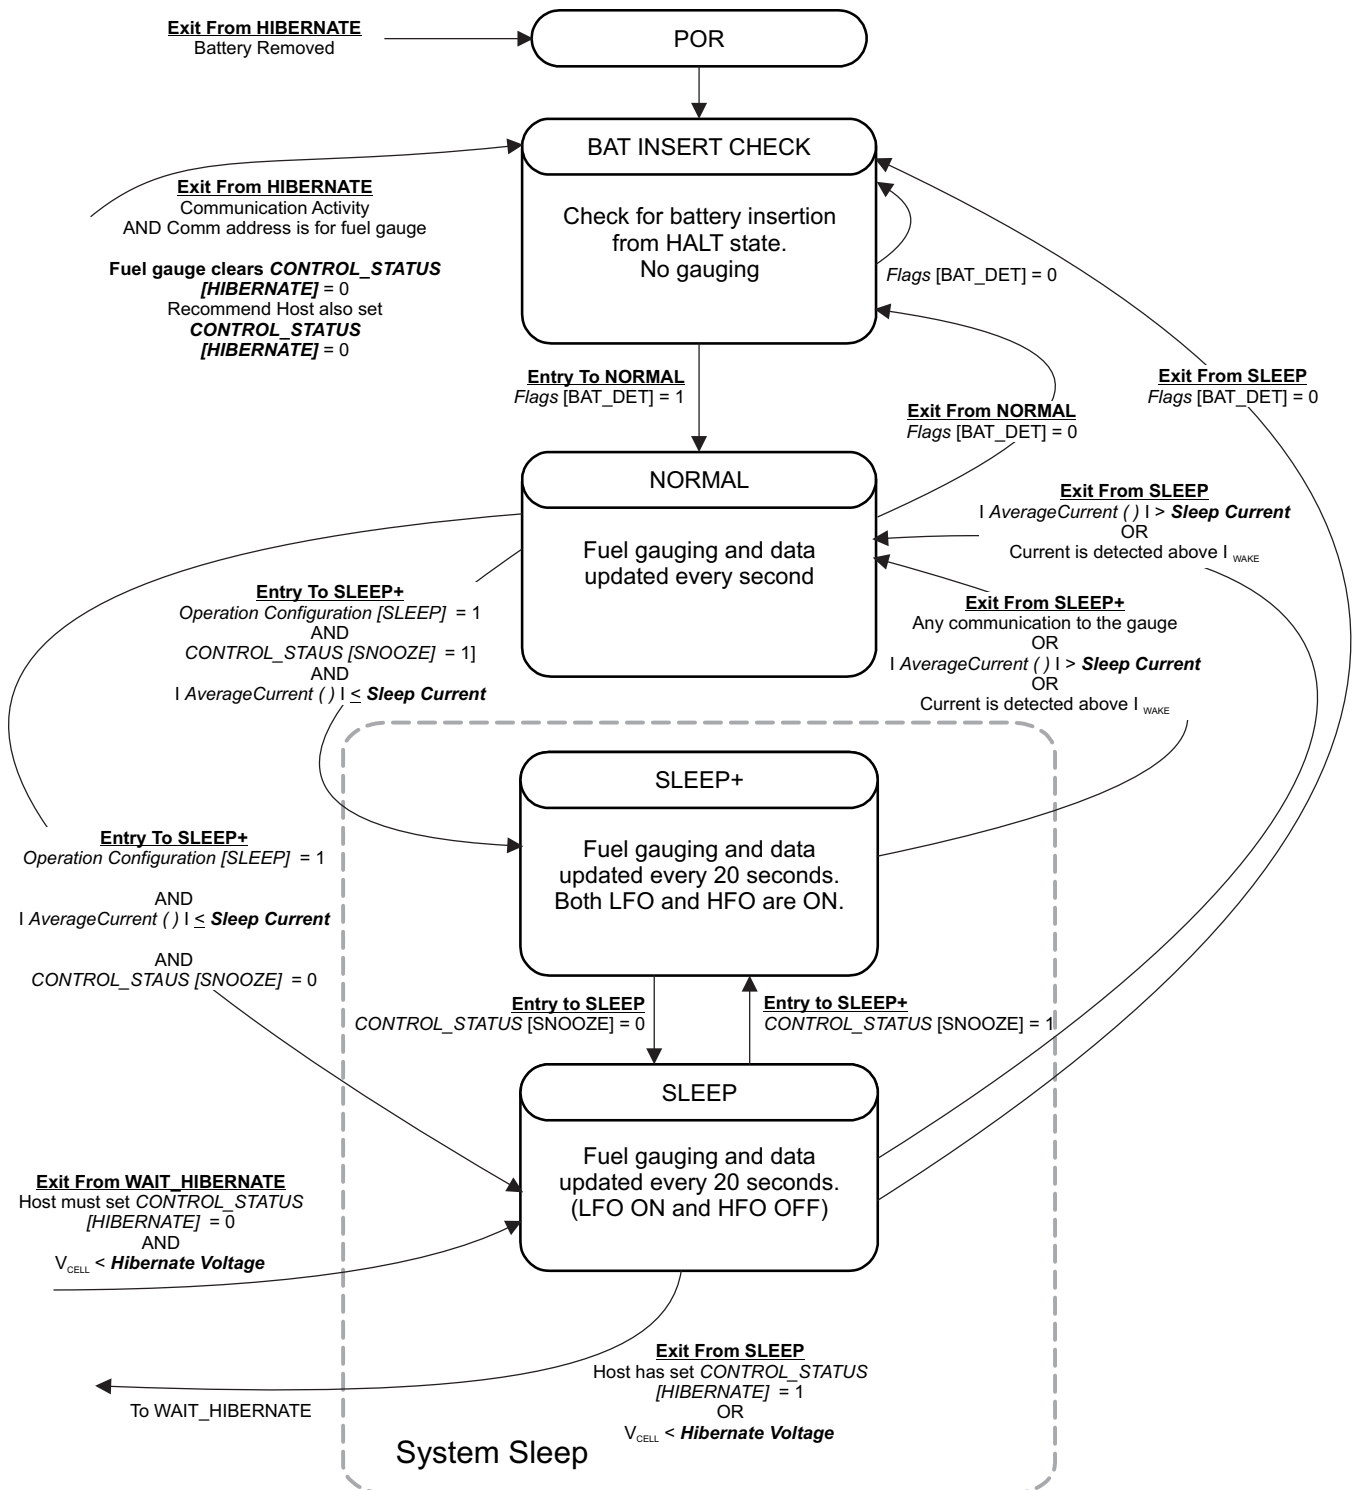 Exit From HIBERNATE
Battery Removed
POR
BAT INSERT CHECK
Check for battery insertion
from HALT state.
No gauging
Exit From HIBERNATE
Communication Activity
AND Comm address is for fuel gauge
Fuel gauge clears CONTROL_STATUS
[HIBERNATE] = 0
Recommend Host also set
CONTROL_STATUS
[HIBERNATE] = 0
Flags [BAT_DET] = 0
Entry To NORMAL
Flags [BAT_DET] = 1
Exit From NORMAL
Flags [BAT_DET] = 0
Exit From SLEEP
Flags [BAT_DET] = 0
NORMAL
Fuel gauging and data
updated every second
Exit From SLEEP
I AverageCurrent ( ) I > Sleep Current
OR
Current is detected above I WAKE
Entry To SLEEP+
Operation Configuration [SLEEP] = 1
AND
CONTROL_STAUS [SNOOZE] = 1]
AND
I AverageCurrent ( ) I ≤ Sleep Current
Exit From SLEEP+
Any communication to the gauge
OR
I AverageCurrent ( ) I > Sleep Current
OR
Current is detected above I WAKE
SLEEP+
Fuel gauging and data
updated every 20 seconds.
Both LFO and HFO are ON.
Entry To SLEEP+
Operation Configuration [SLEEP] = 1
AND
I AverageCurrent ( ) I ≤ Sleep Current
AND
CONTROL_STAUS [SNOOZE] = 0
Entry to SLEEP
CONTROL_STATUS [SNOOZE] = 0
Entry to SLEEP+
CONTROL_STATUS [SNOOZE] = 1
SLEEP
Fuel gauging and data
updated every 20 seconds.
(LFO ON and HFO OFF)
Exit From WAIT_HIBERNATE
Host must set CONTROL_STATUS
[HIBERNATE] = 0
AND
VCELL < Hibernate Voltage
Exit From SLEEP
Host has set CONTROL_STATUS
[HIBERNATE] = 1
OR
VCELL < Hibernate Voltage
To WAIT_HIBERNATE
System Sleep